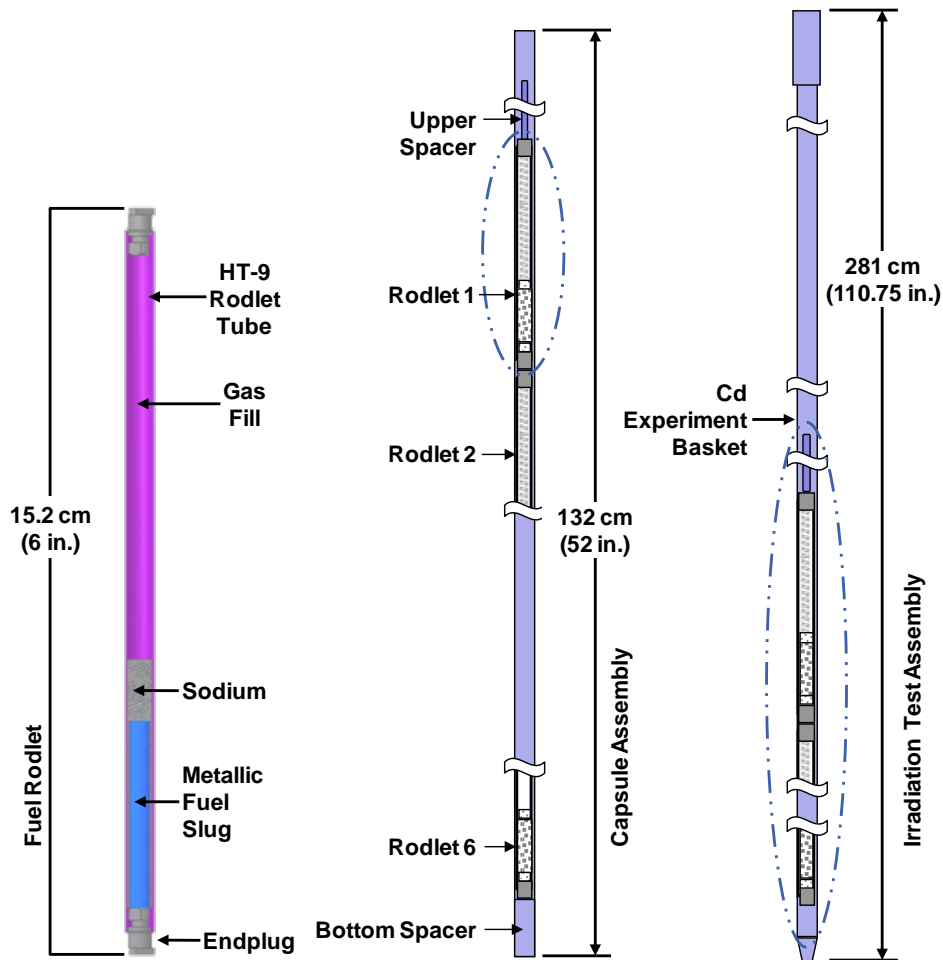 Fuel Rodlet
15.2 cm
(6 in.)
HT-9
Rodlet
Tube
Gas
Fill
Sodium
Metallic
Fuel
Slug
Endplug
Upper
Spacer
Rodlet 1
Rodlet 2
Rodlet 6
Bottom Spacer
132 cm
(52 in.)
Capsule Assembly
Cd
Experiment
Basket
281 cm
(110.75 in.)
Irradiation Test Assembly